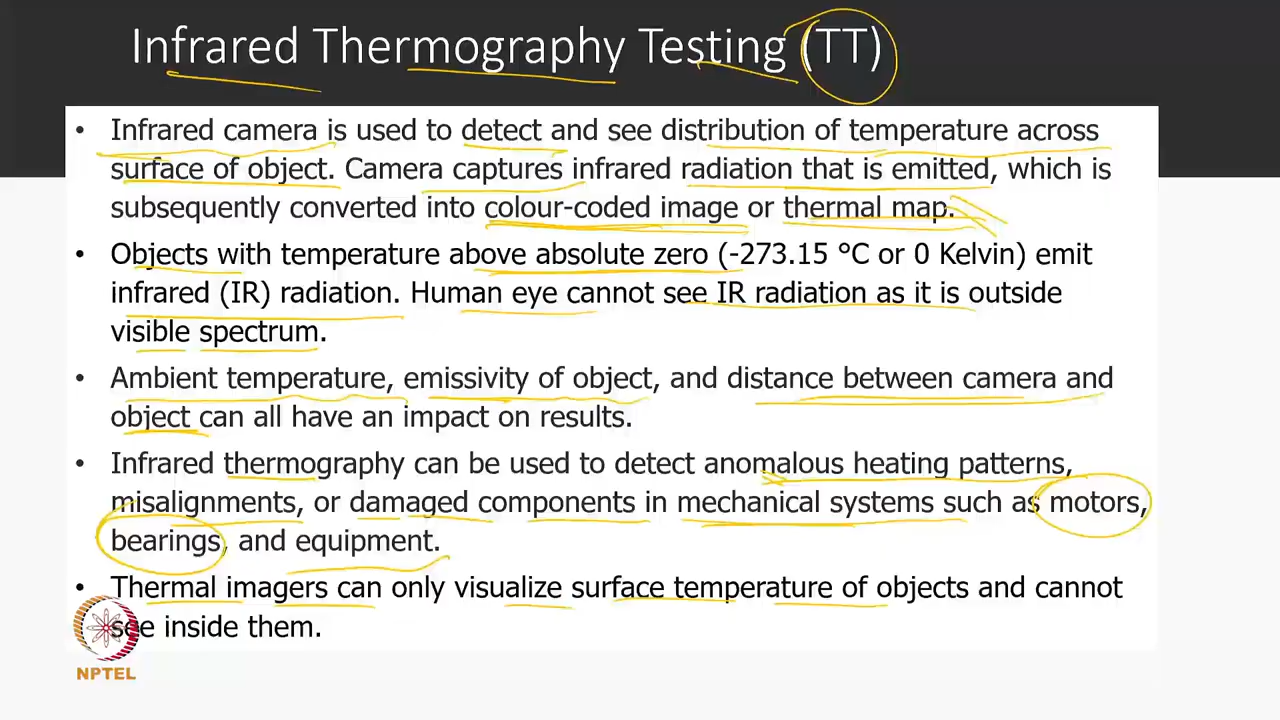 Infrared Thermography Testing (TT)
• Infrared camera is used to detect and see distribution of temperature across
surface of object. Camera captures infrared radiation that is emitted, which is
subsequently converted into colour-coded image or thermal map.
• Objects with temperature above absolute zero (-273.15 °C or 0 Kelvin) emit
infrared (IR) radiation. Human eye cannot see IR radiation as it is outside
visible spectrum.
• Ambient temperature, emissivity of object, and distance between camera and
object can all have an impact on results.
• Infrared thermography can be used to detect anomalous heating patterns,
misalignments, or damaged components in mechanical systems such as motors,
bearings, and equipment.
• Thermal imagers can only visualize surface temperature of objects and cannot
see inside them.
NPTEL